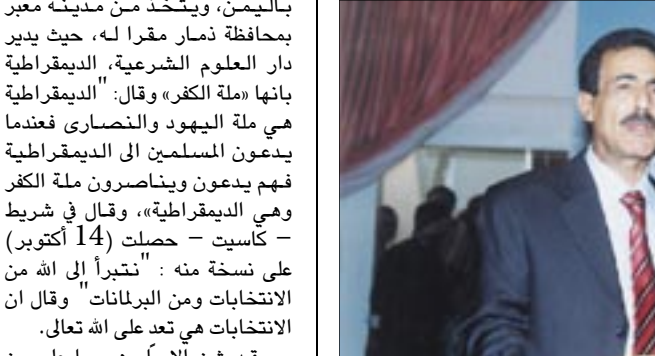 باليمن، ويتخذ من مدينة معبر
بمحافظة ذمار مقرا له، حيث يدير
دار العلوم الشرعية، الديمقراطية
بانها «ملة الكفر» وقال: "الديمقراطية
هي ملة اليهود والنصارى فعندما
يدعون المسلمين الى الديمقراطية
فهم يدعون ويناصرون ملة الكفر
وهي الديمقراطية»، وقال في شريط
– كاسيت – حصلت (14 أكتوبر)
على نسخة منه : "نتبرأ الى الله من
الانتخابات ومن البرلمانات" وقال ان
الانتخابات هي تعد على الله تعالى.